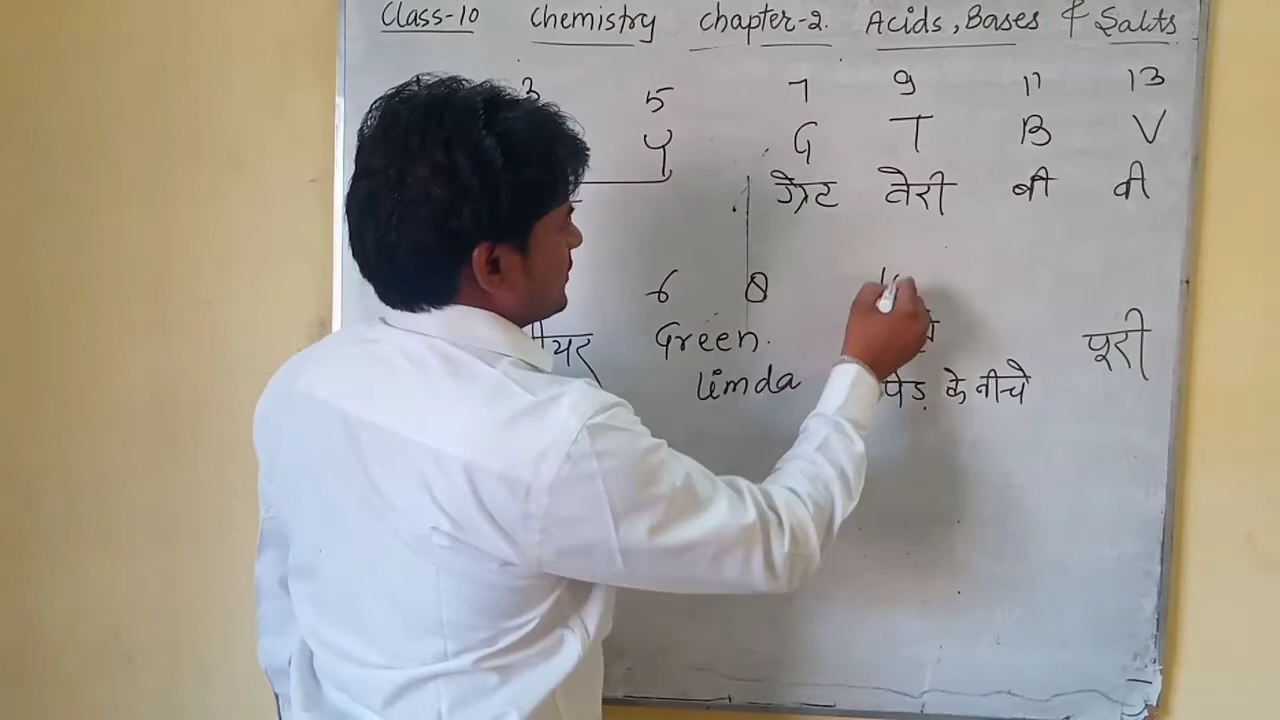 Class-10 Chemistry chapter-2. Acids, Bases & Salts
3 5 7 9 11 13
Y G T B V
ग्रेट तेरी बी वी
6 8
यर Green. पूरी
limda पेड़ के नीचे